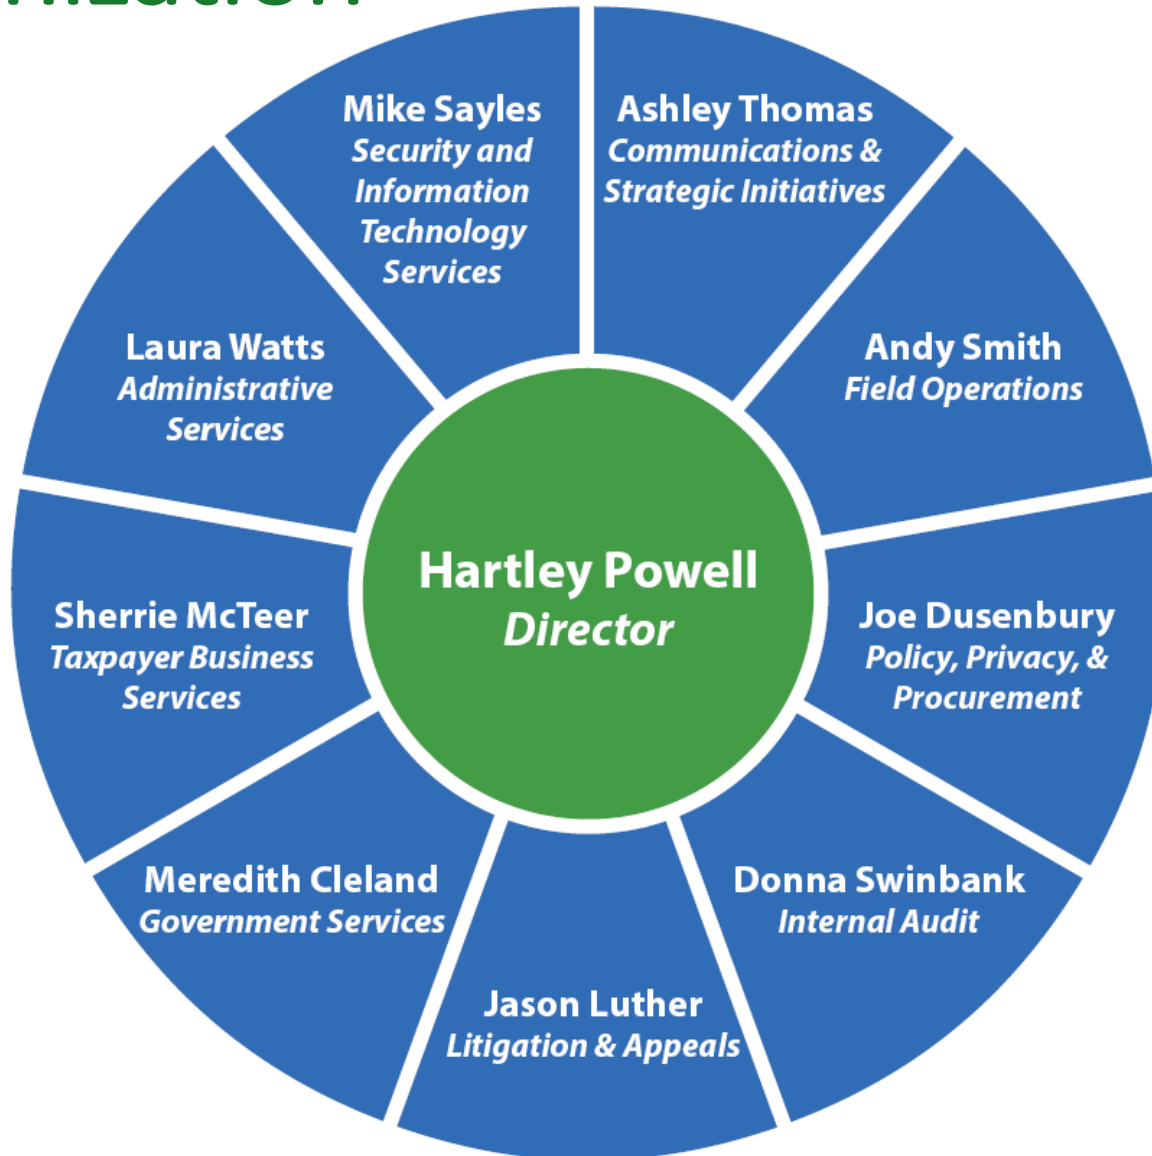 Mike Sayles
Security and
Information
Technology
Services
Ashley Thomas
Communications &
Strategic Initiatives
Andy Smith
Field Operations
Joe Dusenbury
Policy, Privacy, &
Procurement
Donna Swinbank
Internal Audit
Jason Luther
Litigation & Appeals
Meredith Cleland
Government Services
Sherrie McTeer
Taxpayer Business
Services
Laura Watts
Administrative
Services
Hartley Powell
Director